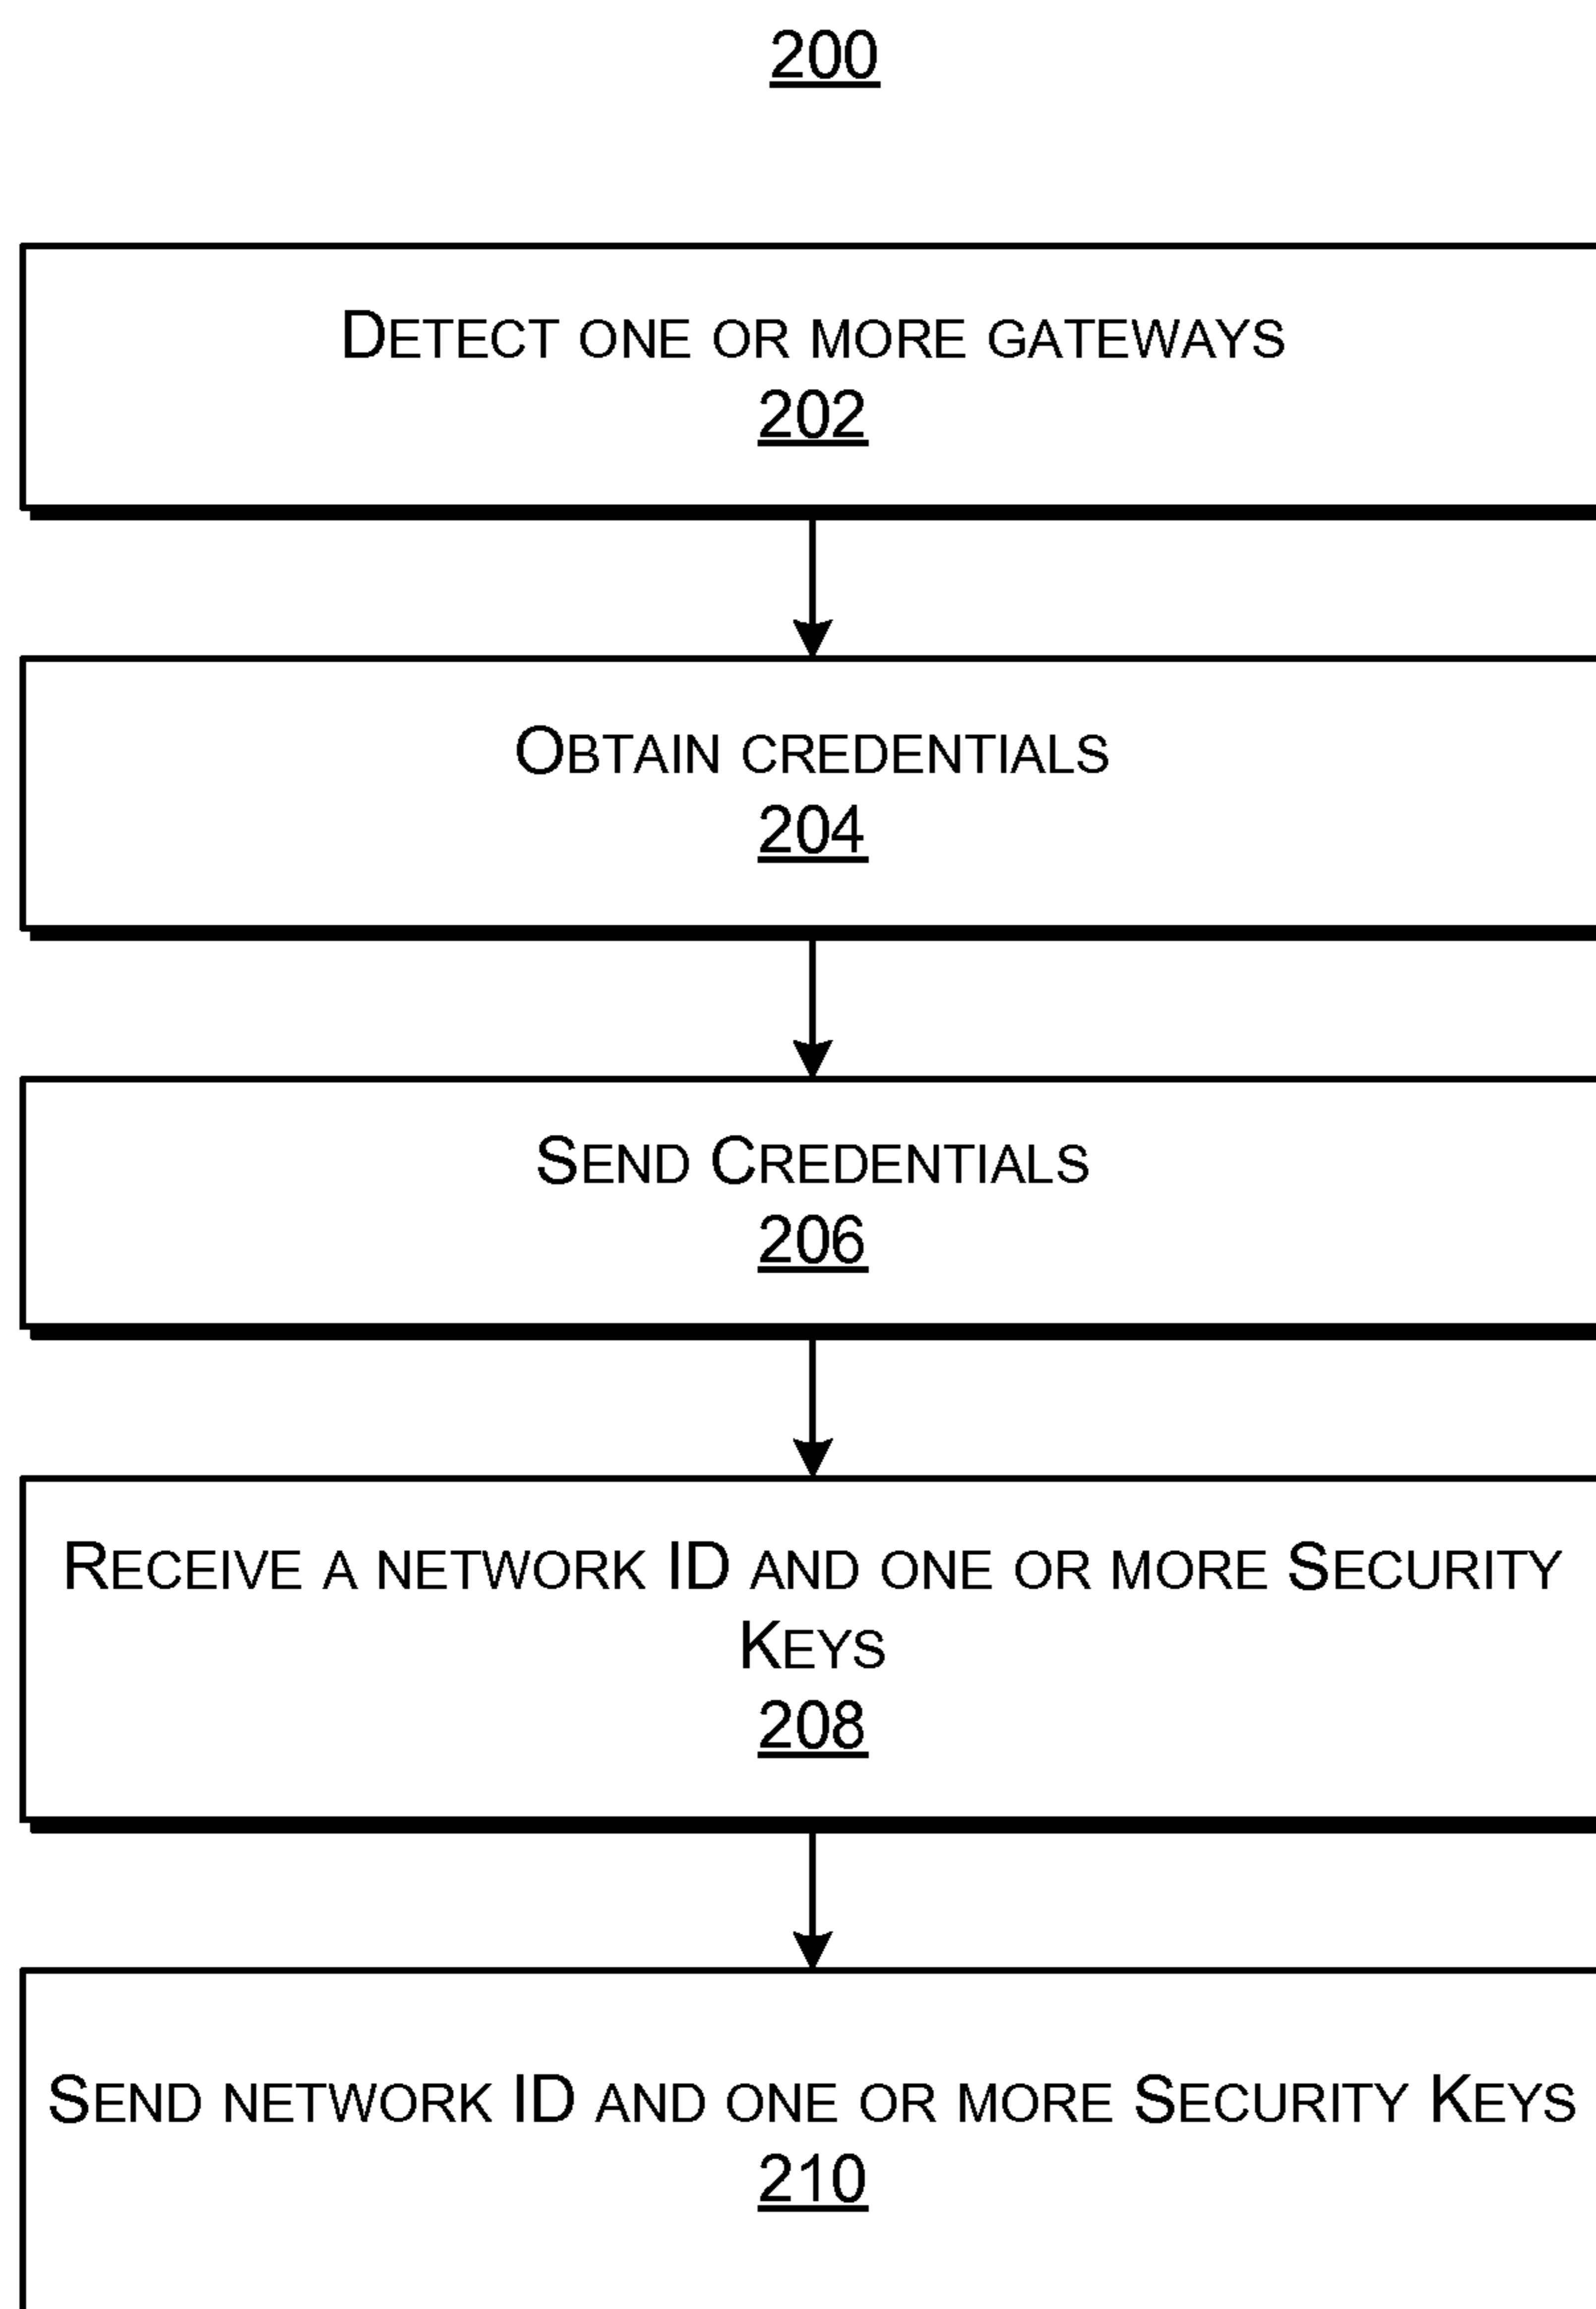 200
Detect one or more gateways
202
Obtain credentials
204
Send Credentials
206
Receive a network ID and one or more Security
Keys
208
Send network ID and one or more Security Keys
210